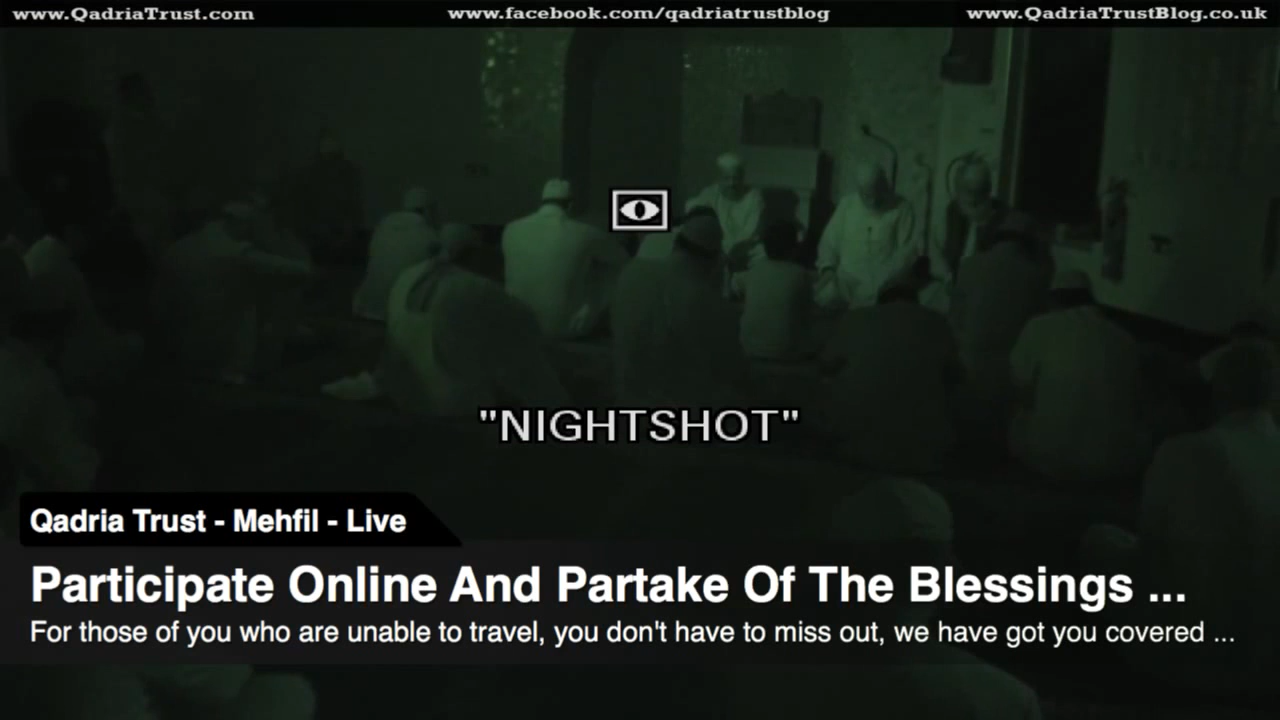 www.QadriaTrust.com
www.facebook.com/qadriatrustblog
www.QadriaTrustBlog.co.uk
"NIGHTSHOT"
Qadria Trust - Mehfil - Live
Participate Online And Partake Of The Blessings ...
For those of you who are unable to travel, you don't have to miss out, we have got you covered ...